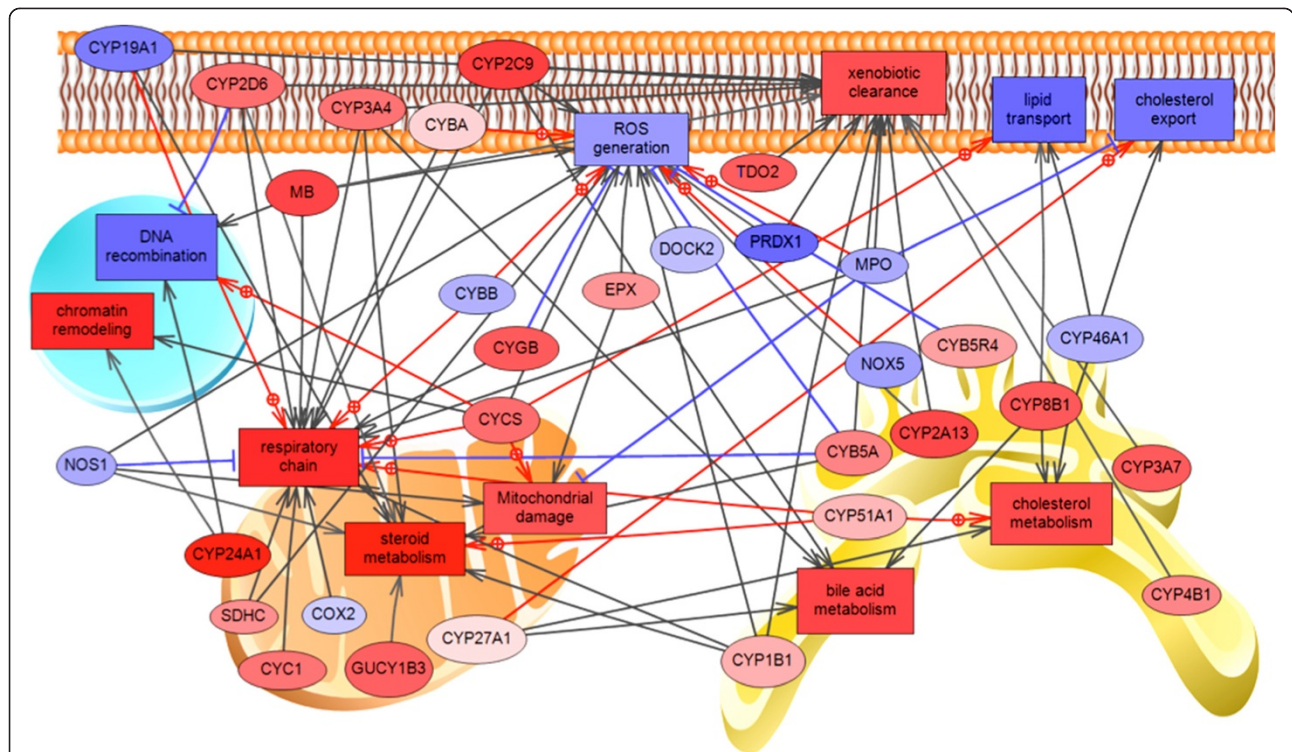 CYP19A1
CYP2C9
CYP2D6
xenobiotic
clearance
CYP3A4
lipid
transport
cholesterol
export
CYBA
ROS
generation
TDO2
MB
DNA
recombination
DOCK2
PRDX1
MPO
CYBB
EPX
chromatin
remodeling
CYGB
NOX5
CYB5R4
CYP46A1
CYCS
CYP8B1
CYP2A13
respiratory
chain
NOS1
CYB5A
CYP3A7
Mitochondrial
damage
CYP51A1
cholesterol
metabolism
steroid
metabolism
CYP24A1
bile acid
metabolism
CYP4B1
SDHC
COX2
CYP27A1
CYP1B1
CYC1
GUCY1B3